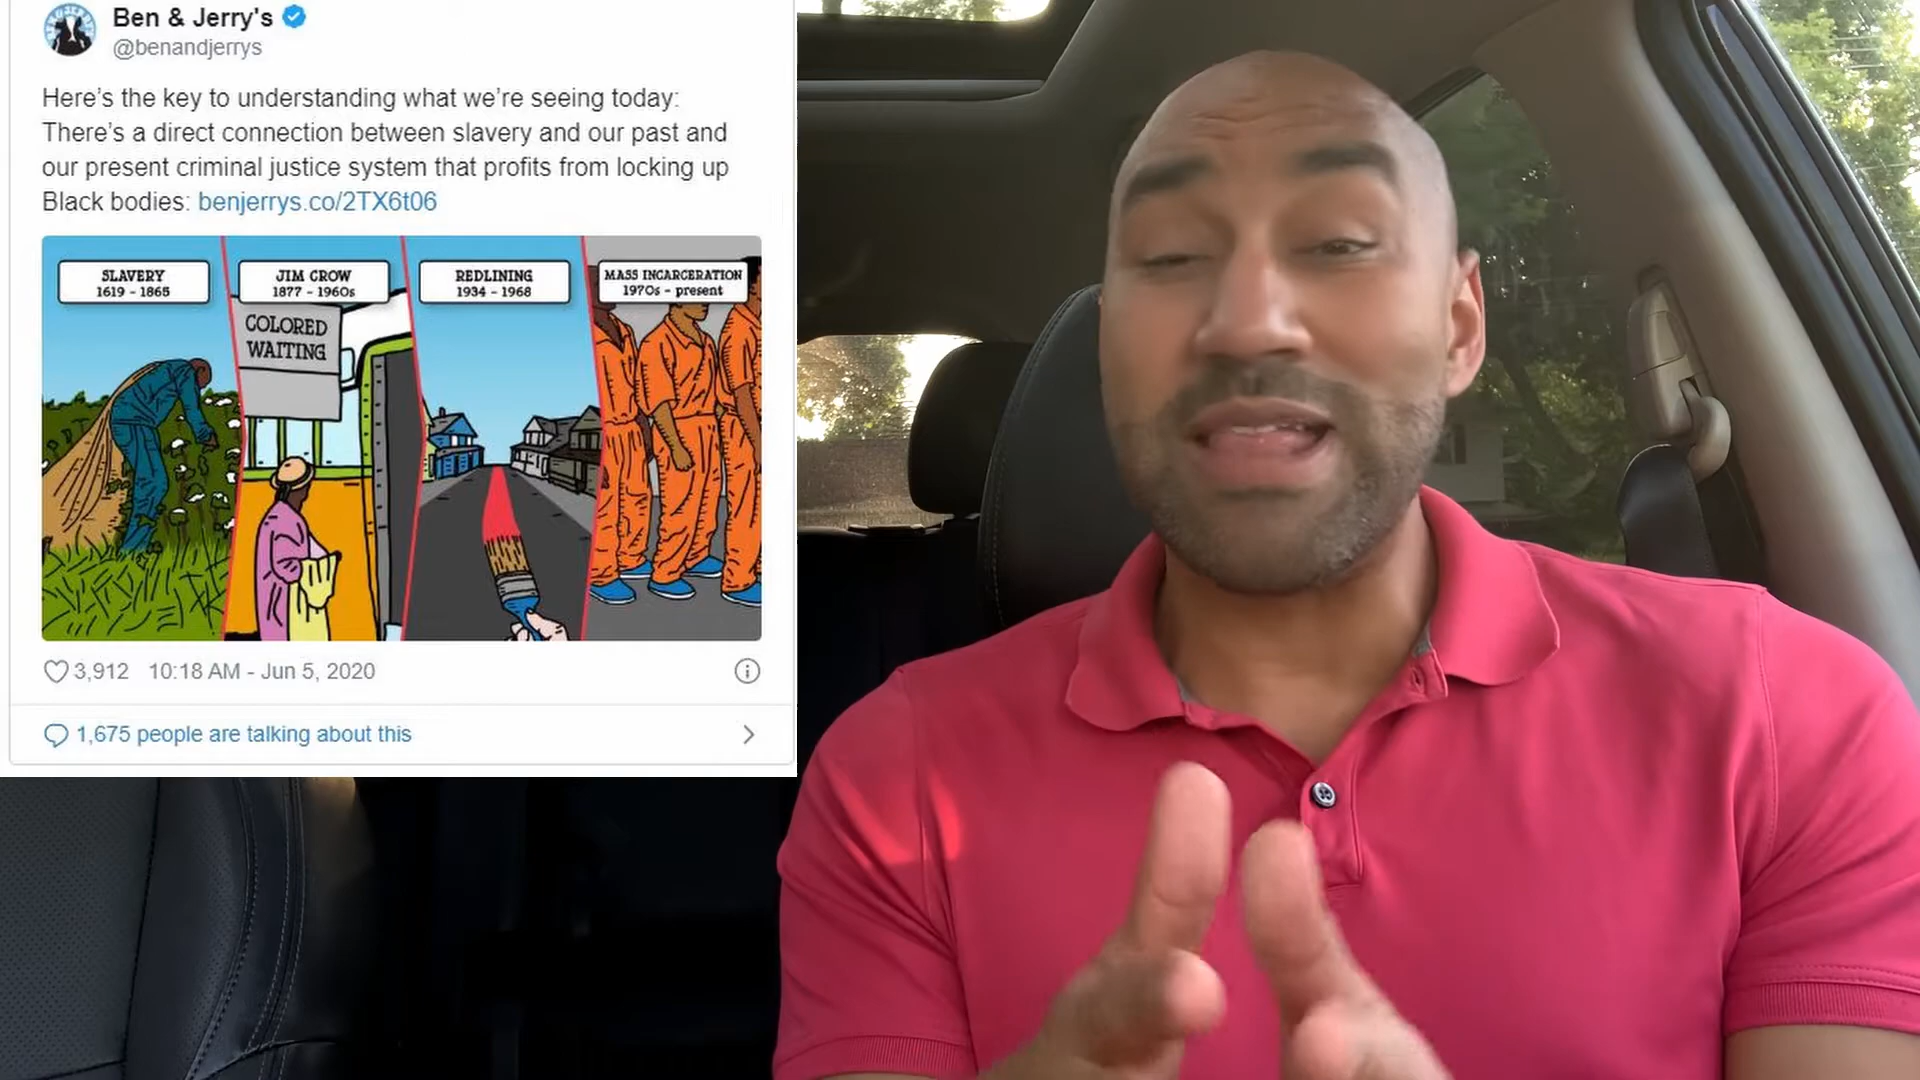 Ben & Jerry's
@benandjerrys
Here's the key to understanding what we're seeing today:
There's a direct connection between slavery and our past and
our present criminal justice system that profits from locking up
Black bodies: benjerrys.co/2TX6t06
SLAVERY
1619 - 1865
JIM CROW
1877 - 1960s
REDLINING
1934 - 1968
MASS INCARCERATION
1970s - present
COLORED
WAITING
3,912 10:18 AM - Jun 5, 2020
1,675 people are talking about this